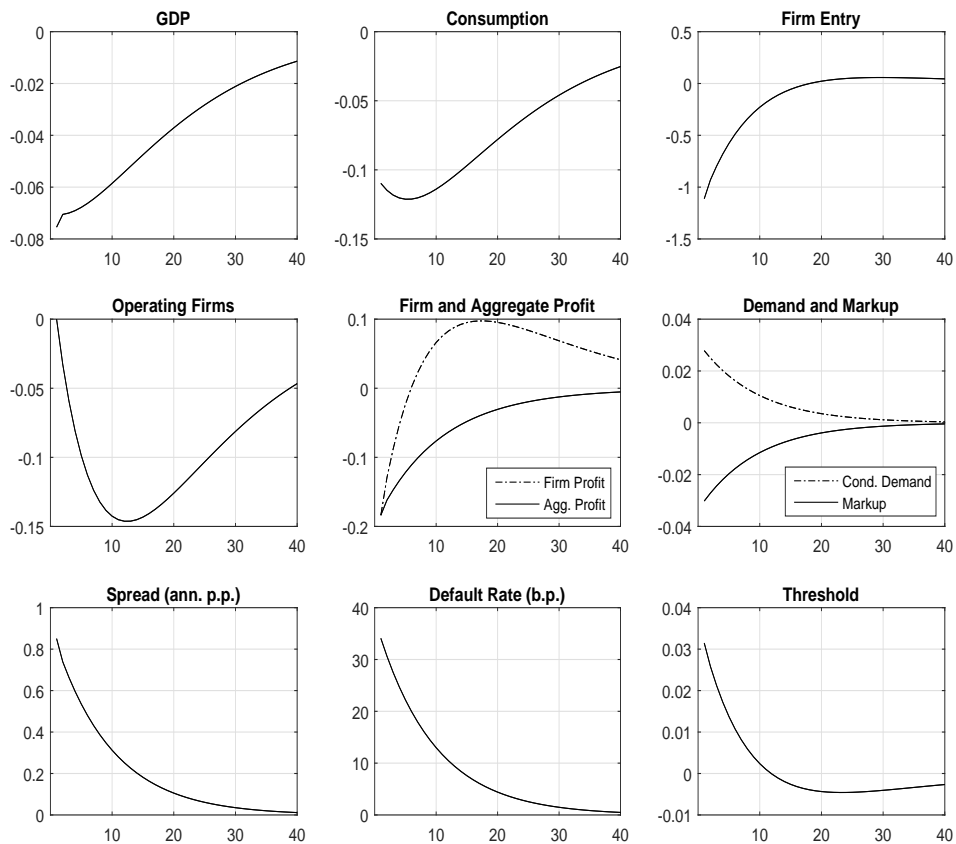 GDP
0
-0.02
-0.04
-0.06
-0.08
10 20 30 40
Consumption
0
-0.05
-0.1
-0.15
10 20 30 40
Firm Entry
0.5
0
-0.5
-1
-1.5
10 20 30 40
Operating Firms
0
-0.05
-0.1
-0.15
10 20 30 40
Firm and Aggregate Profit
0.1
0
-0.1
-0.2
Firm Profit
Agg. Profit
10 20 30 40
Demand and Markup
0.04
0.02
0
-0.02
-0.04
Cond. Demand
Markup
10 20 30 40
Spread (ann. p.p.)
1
0.8
0.6
0.4
0.2
0
10 20 30 40
Default Rate (b.p.)
40
30
20
10
0
10 20 30 40
Threshold
0.04
0.03
0.02
0.01
0
-0.01
10 20 30 40